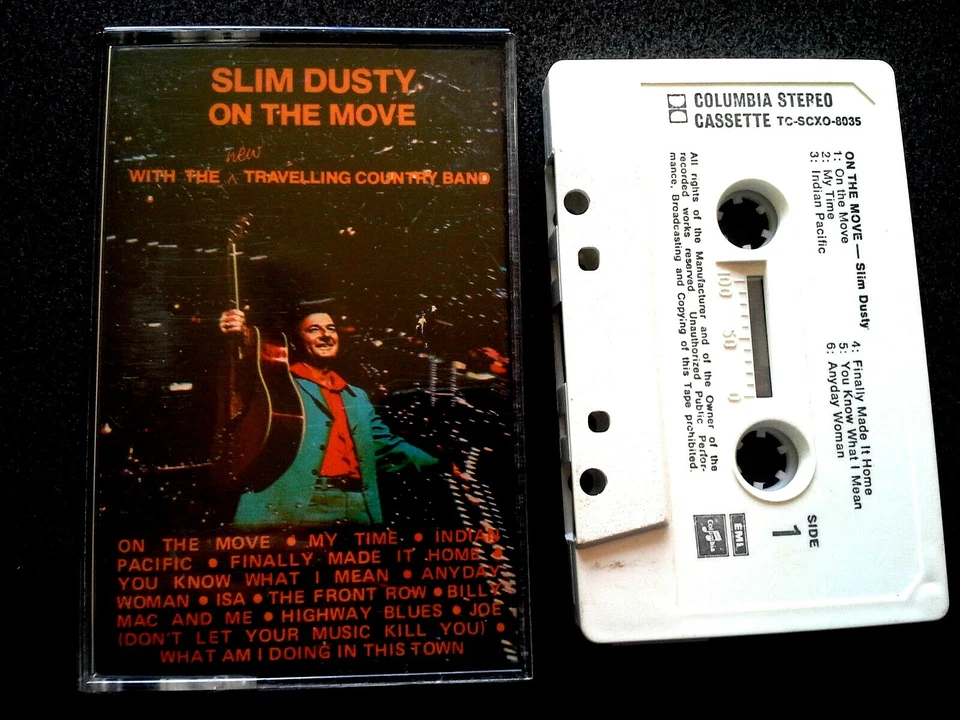 SLIM DUSTY
ON THE MOVE
new
WITH THE ^ TRAVELLING COUNTRY BAND
ON THE MOVE • MY TIME • INDIAN
PACIFIC • FINALLY MADE IT HOME •
YOU KNOW WHAT I MEAN • ANYDAY
WOMAN • ISA • THE FRONT ROW • BILLY
MAC AND ME • HIGHWAY BLUES • JOE
(DON'T LET YOUR MUSIC KILL YOU) •
WHAT AM I DOING IN THIS TOWN
COLUMBIA STEREO
CASSETTE TC-SCXO-8035
ON THE MOVE — Slim Dusty
1: On the Move
2: My Time
3: Indian Pacific
4: Finally Made It Home
5: You Know What I Mean
6: Anyday Woman
All rights of the Manufacturer and of the Owner of the
recorded works reserved Unauthorized Public Perfor-
mance, Broadcasting and Copying of this Tape prohibited.
100 50 0
SIDE
1
EMI
Columbia